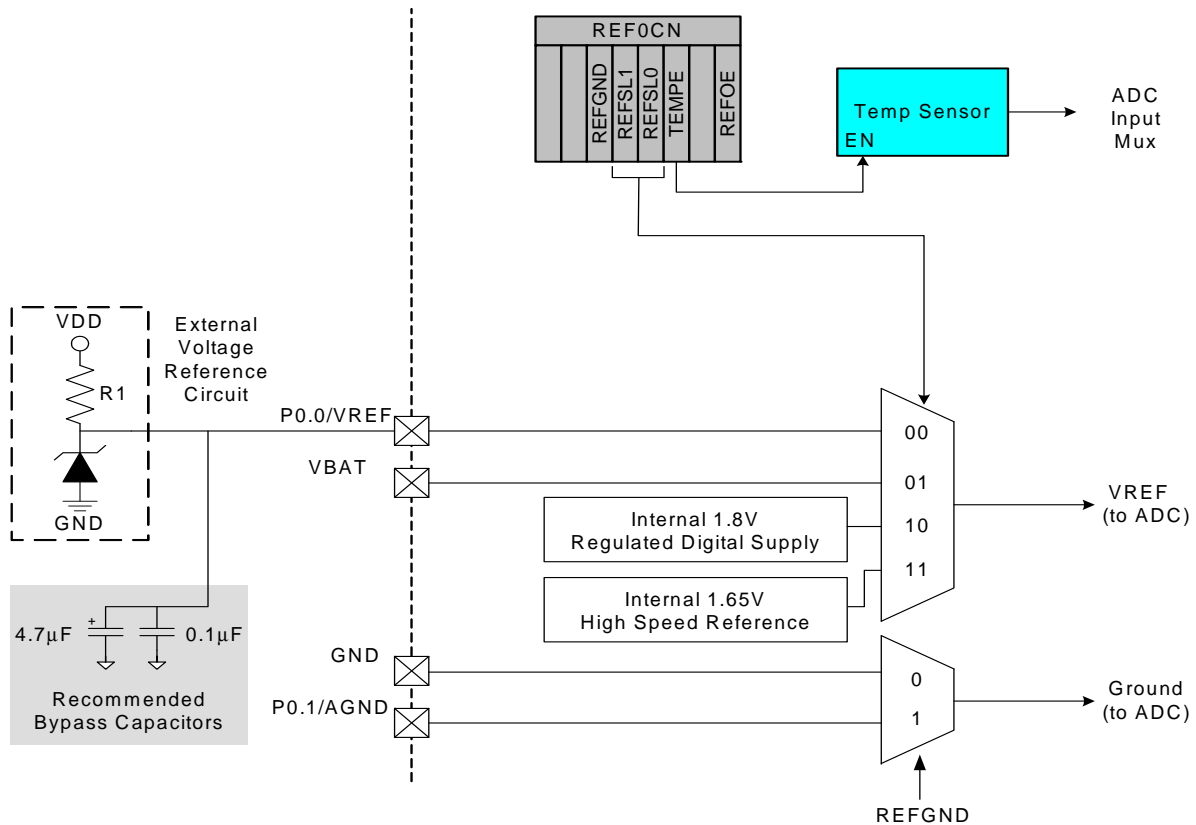 REF0CN
REFGND
REFSL1
REFSL0
TEMPE
REFOE
Temp Sensor
EN
ADC
Input
Mux
VDD
R1
GND
External
Voltage
Reference
Circuit
P0.0/VREF
VBAT
00
01
10
11
Internal 1.8V
Regulated Digital Supply
Internal 1.65V
High Speed Reference
VREF
(to ADC)
4.7µF
+
0.1µF
Recommended
Bypass Capacitors
GND
P0.1/AGND
0
1
Ground
(to ADC)
REFGND